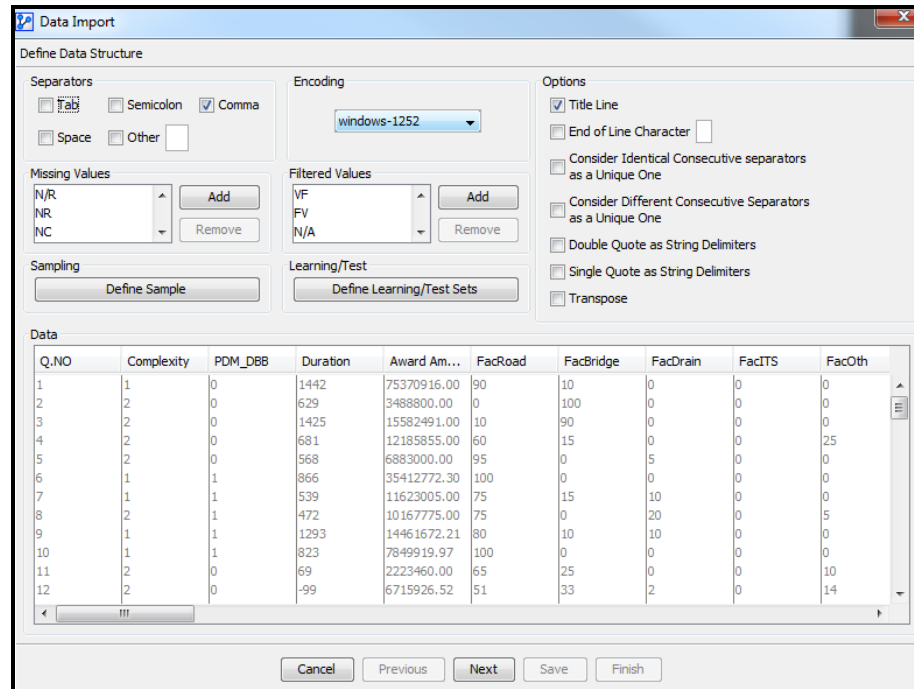 Data Import
Define Data Structure
Separators
Tab Semicolon Comma
Space Other
Encoding
windows-1252
Options
Title Line
End of Line Character
Consider Identical Consecutive separators
as a Unique One
Consider Different Consecutive Separators
as a Unique One
Double Quote as String Delimiters
Single Quote as String Delimiters
Transpose
Missing Values
N/R
NR
NC
Add
Remove
Filtered Values
VF
FV
N/A
Add
Remove
Sampling
Define Sample
Learning/Test
Define Learning/Test Sets
Data
Q.NO Complexity PDM_DBB Duration Award Am... FacRoad FacBridge FacDrain FacITS FacOth
1 1 0 1442 75370916.00 90 10 0 0 0
2 2 0 629 3488800.00 0 100 0 0 0
3 2 0 1425 15582491.00 10 90 0 0 0
4 2 0 681 12185855.00 60 15 0 0 25
5 2 0 568 6883000.00 95 0 5 0 0
6 1 1 866 35412772.30 100 0 0 0 0
7 1 1 539 11623005.00 75 15 10 0 0
8 2 1 472 10167775.00 75 0 20 0 5
9 1 1 1293 14461672.21 80 10 10 0 0
10 1 1 823 7849919.97 100 0 0 0 0
11 2 0 69 2223460.00 65 25 0 0 10
12 2 0 -99 6715926.52 51 33 2 0 14
Cancel Previous Next Save Finish